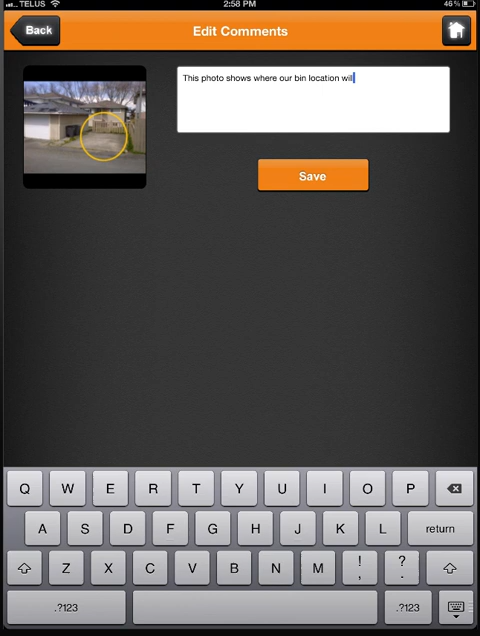 TELUS 2:58 PM 46%
Back Edit Comments
This photo shows where our bin location will
Save
Q W E R T Y U I O P
A S D F G H J K L return
Z X C V B N M ! , ? .
.?123 .?123